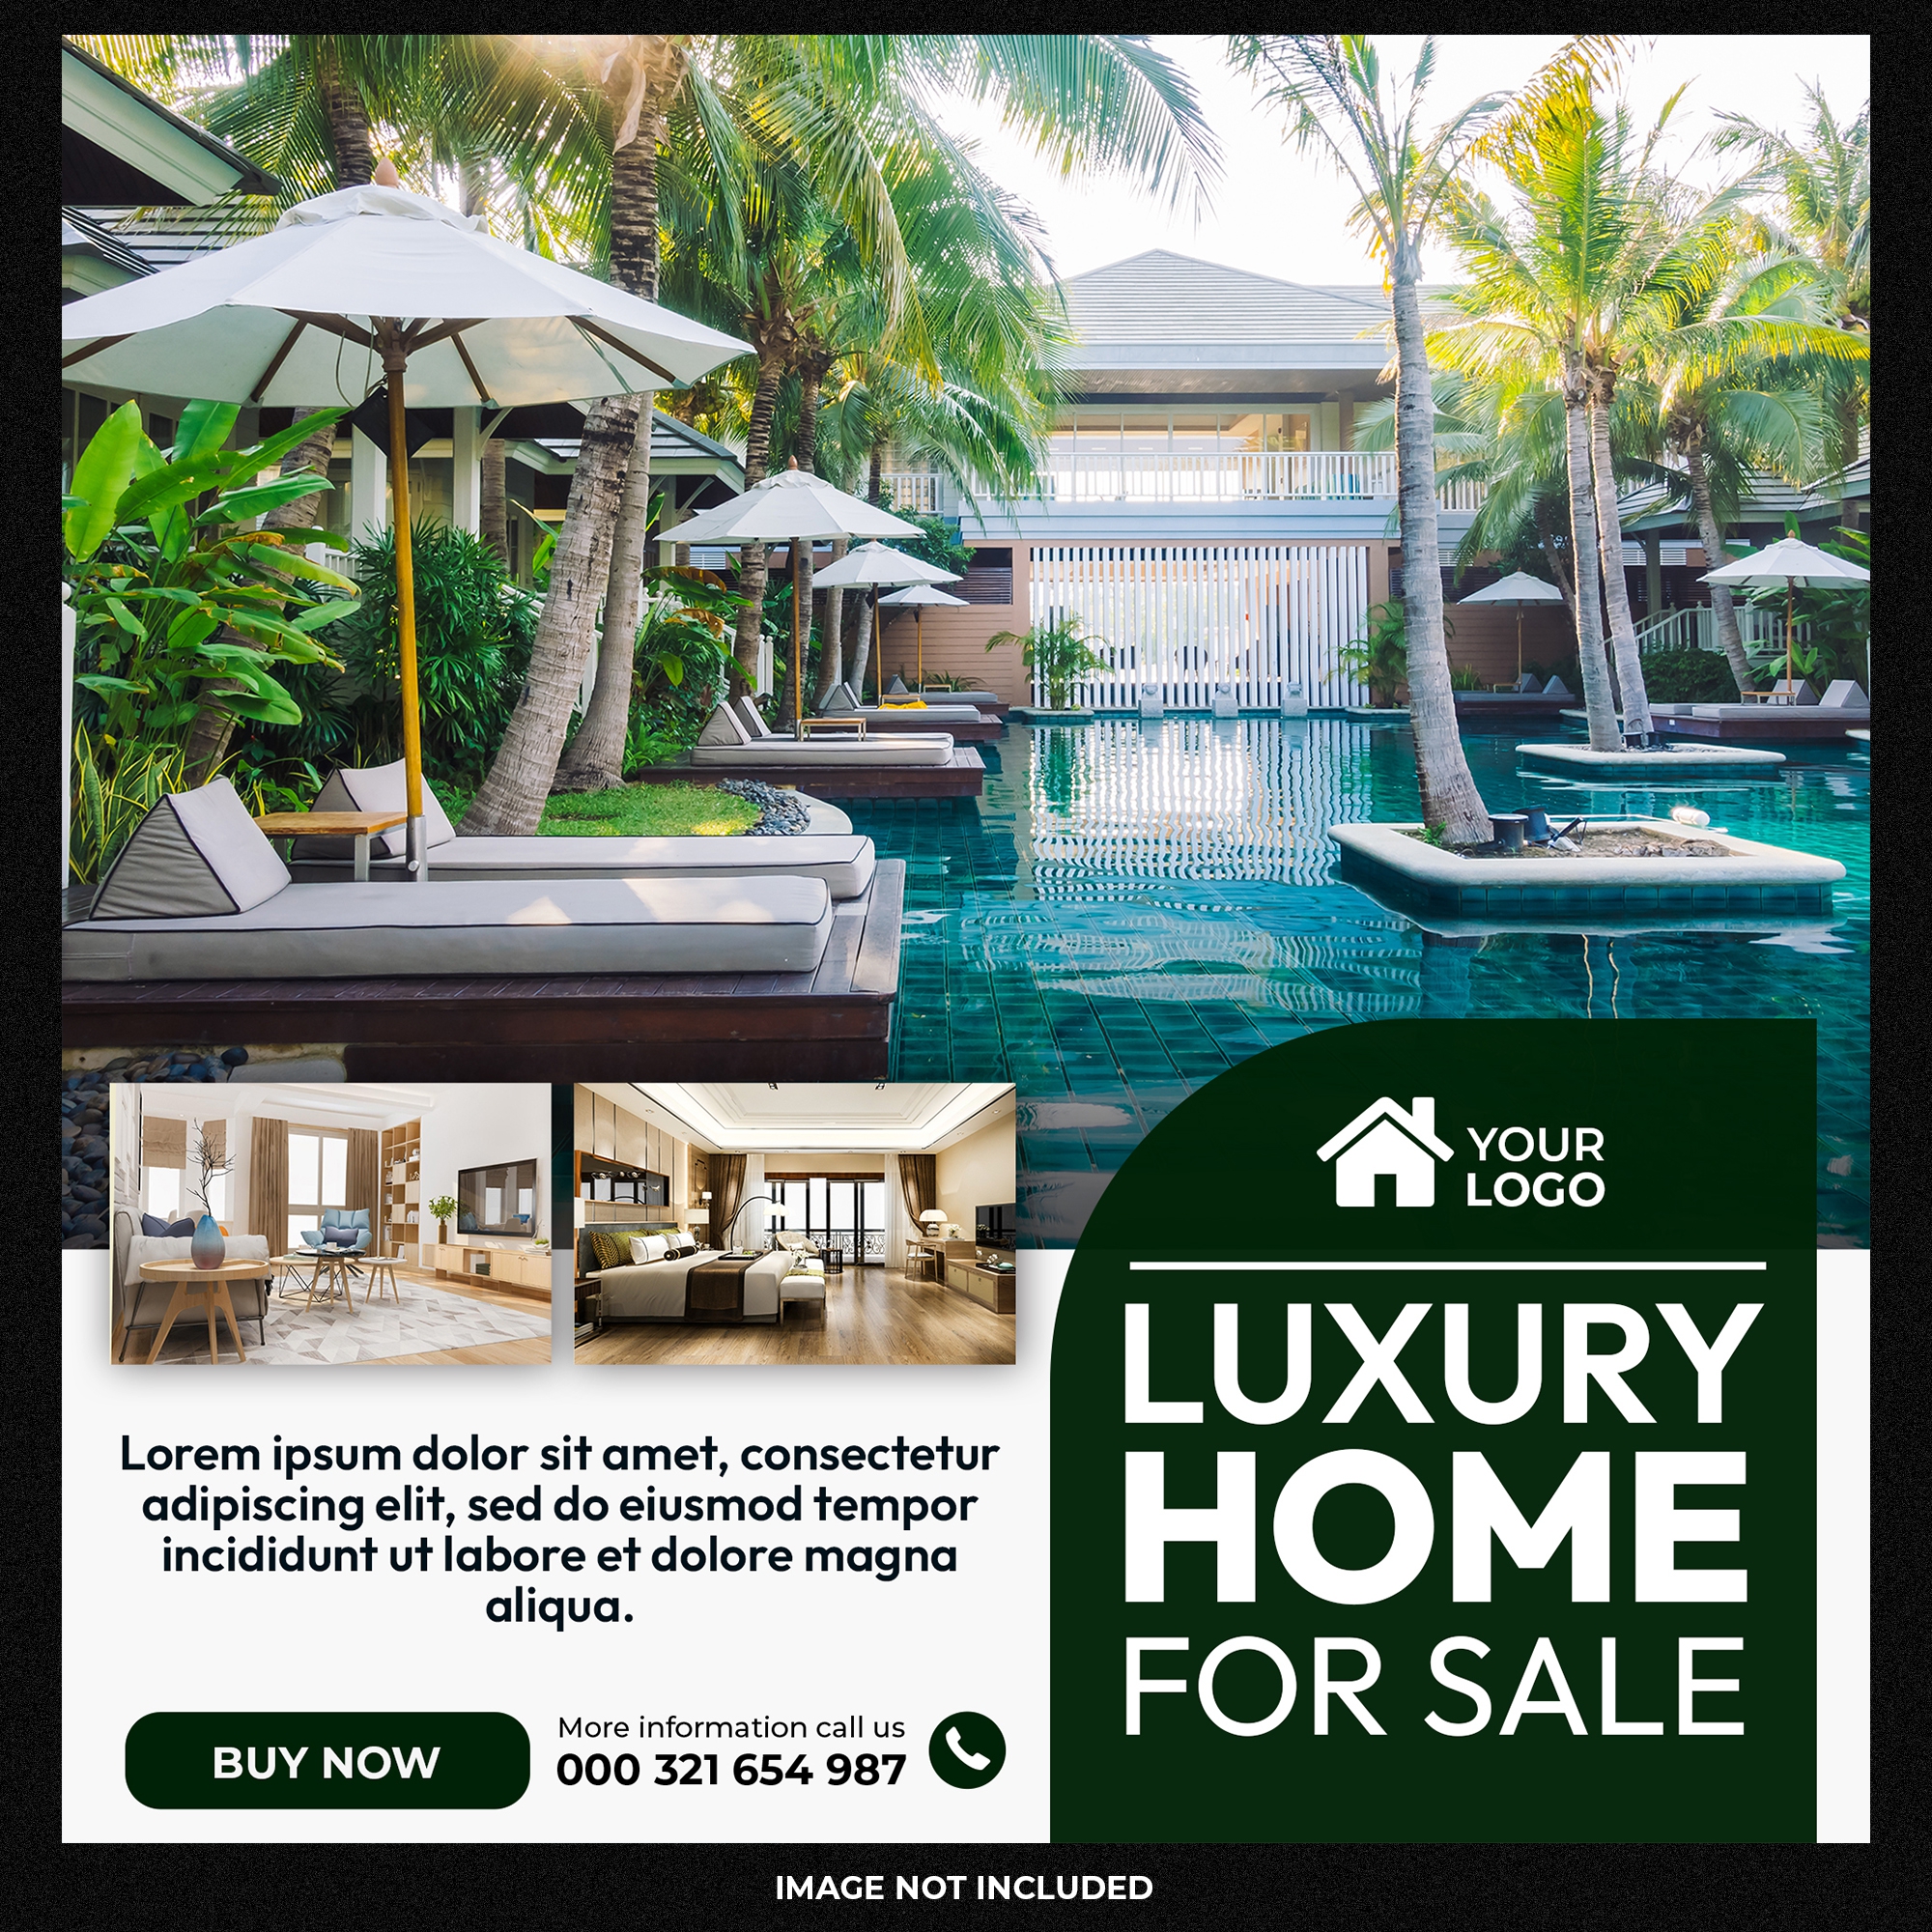 YOUR
LOGO
LUXURY
HOME
FOR SALE
Lorem ipsum dolor sit amet, consectetur
adipiscing elit, sed do eiusmod tempor
incididunt ut labore et dolore magna
aliqua.
BUY NOW
More information call us
000 321 654 987
IMAGE NOT INCLUDED